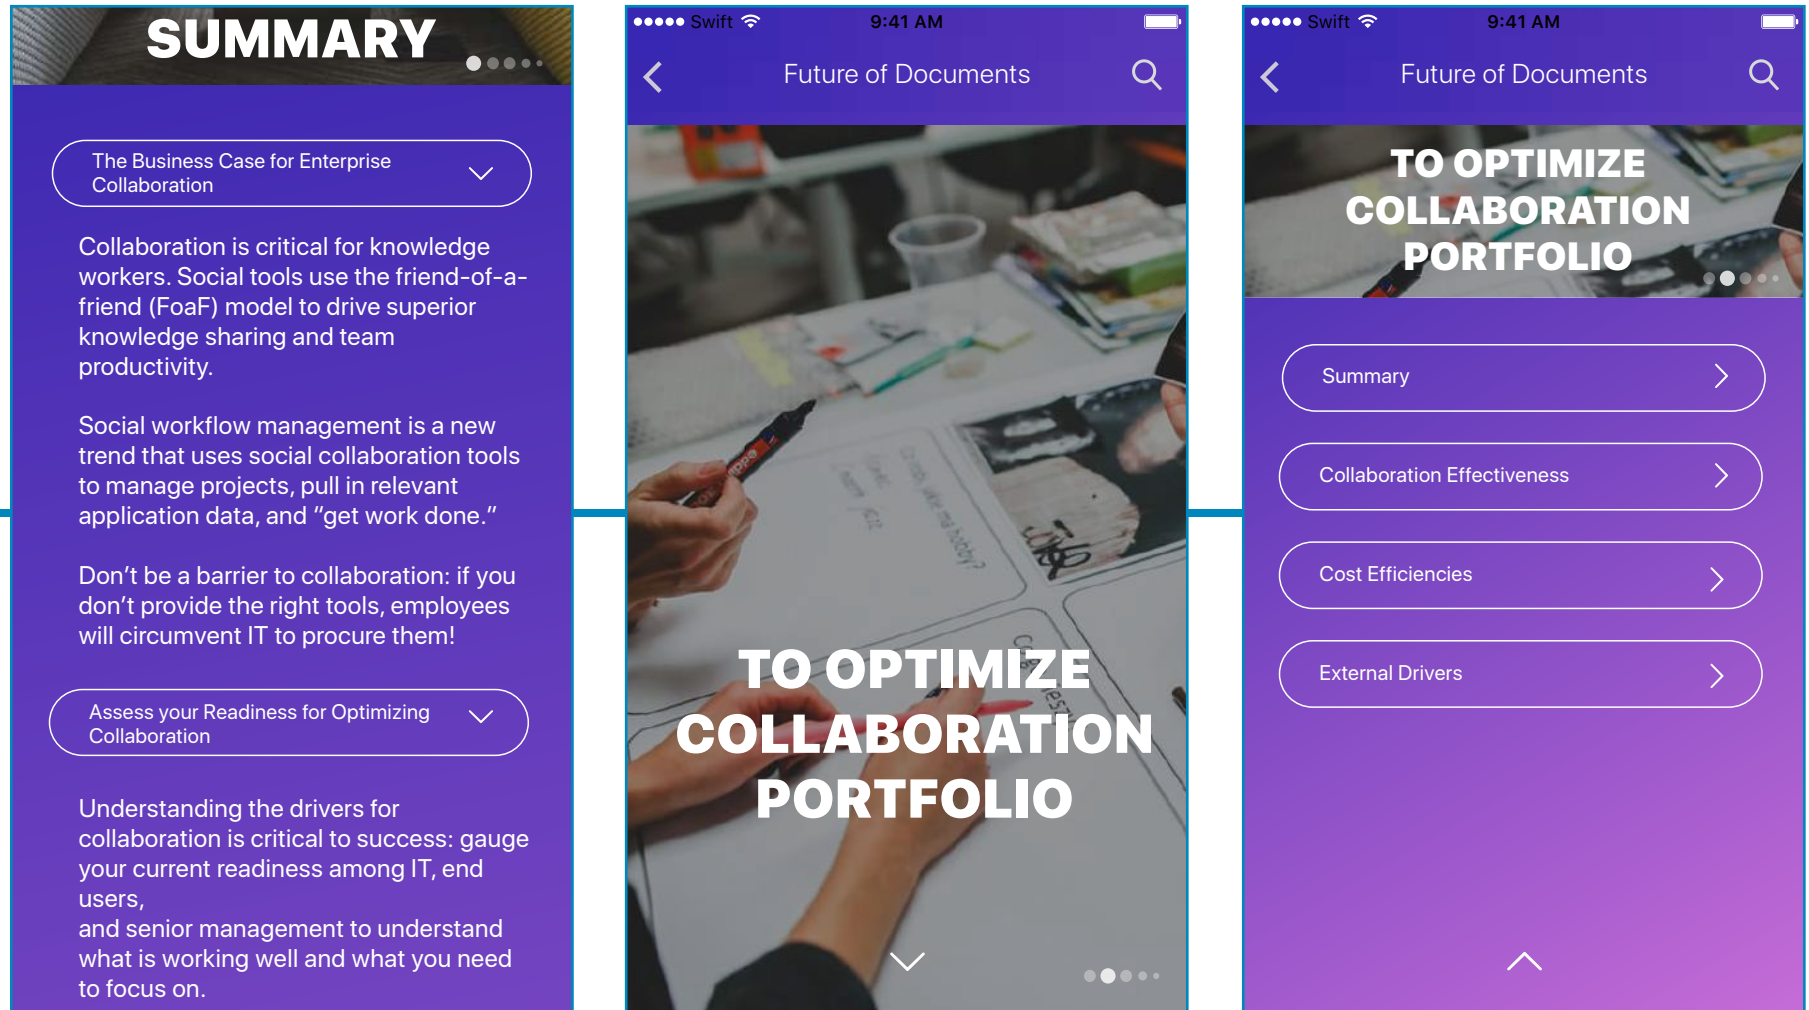 SUMMARY
The Business Case for Enterprise
Collaboration
Collaboration is critical for knowledge
workers. Social tools use the friend-of-a-
friend (FoaF) model to drive superior
knowledge sharing and team
productivity.
Social workflow management is a new
trend that uses social collaboration tools
to manage projects, pull in relevant
application data, and “get work done.”
Don’t be a barrier to collaboration: if you
don’t provide the right tools, employees
will circumvent IT to procure them!
Assess your Readiness for Optimizing
Collaboration
Understanding the drivers for
collaboration is critical to success: gauge
your current readiness among IT, end
users,
and senior management to understand
what is working well and what you need
to focus on.
Swift 9:41 AM
Future of Documents
edding
hobby?
TO OPTIMIZE
COLLABORATION
PORTFOLIO
Swift 9:41 AM
Future of Documents
TO OPTIMIZE
COLLABORATION
PORTFOLIO
Summary
Collaboration Effectiveness
Cost Efficiencies
External Drivers